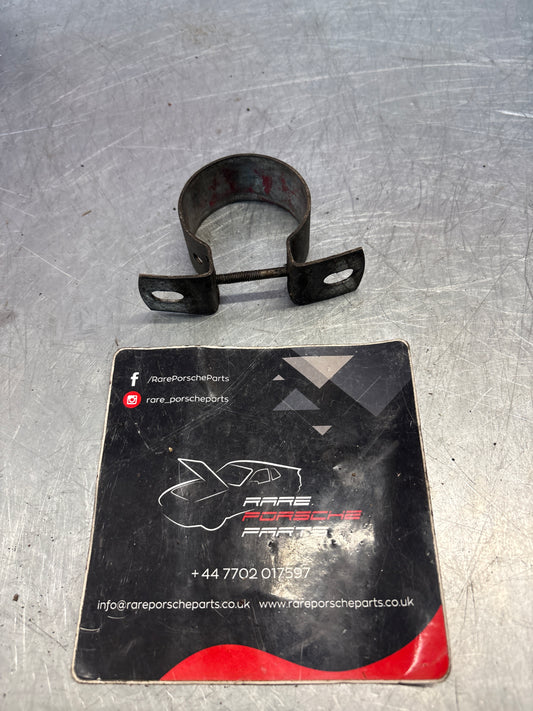 /RarePorscheParts
rare_porscheparts
RARE
PORSCHE
PARTS
+44 7702 017597
info@rareporscheparts.co.uk www.rareporscheparts.co.uk